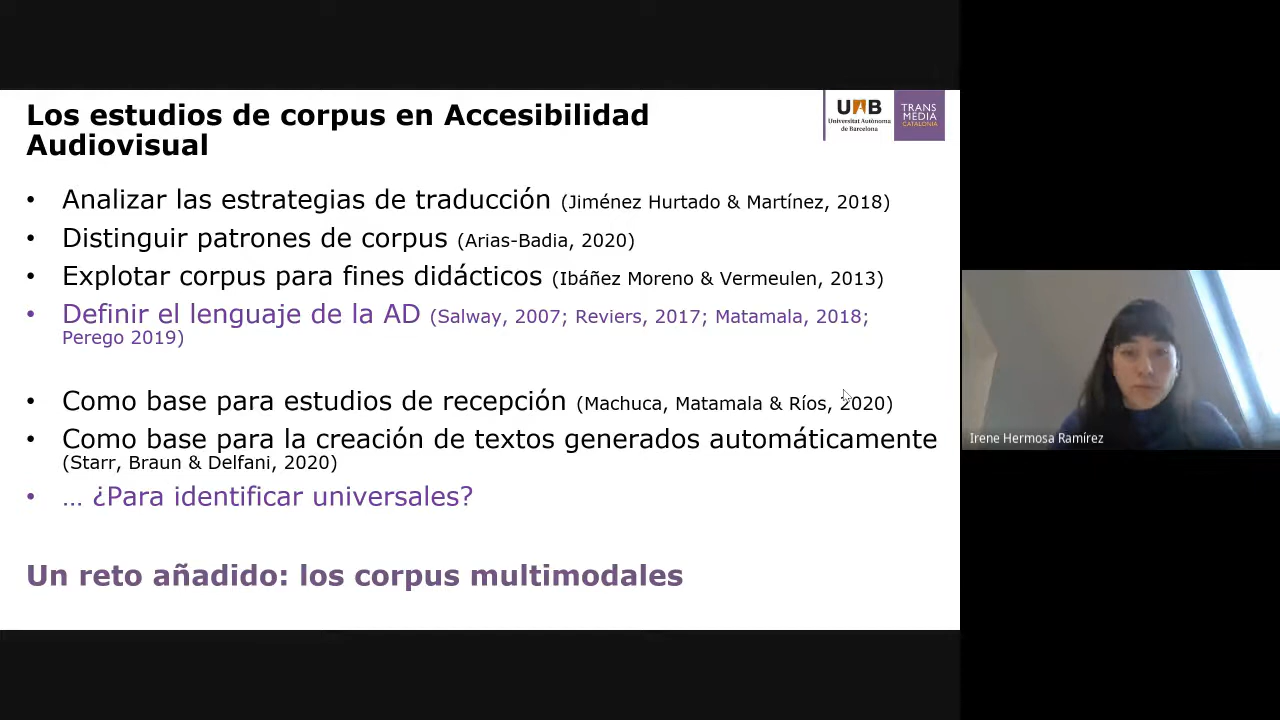 Los estudios de corpus en Accesibilidad
Audiovisual
UAB
Universitat Autònoma
de Barcelona
TRANS
MEDIA
CATALONIA
• Analizar las estrategias de traducción (Jiménez Hurtado & Martínez, 2018)
• Distinguir patrones de corpus (Arias-Badia, 2020)
• Explotar corpus para fines didácticos (Ibáñez Moreno & Vermeulen, 2013)
• Definir el lenguaje de la AD (Salway, 2007; Reviers, 2017; Matamala, 2018;
Perego 2019)
• Como base para estudios de recepción (Machuca, Matamala & Ríos, 2020)
• Como base para la creación de textos generados automáticamente
(Starr, Braun & Delfani, 2020)
• … ¿Para identificar universales?
Un reto añadido: los corpus multimodales
Irene Hermosa Ramírez